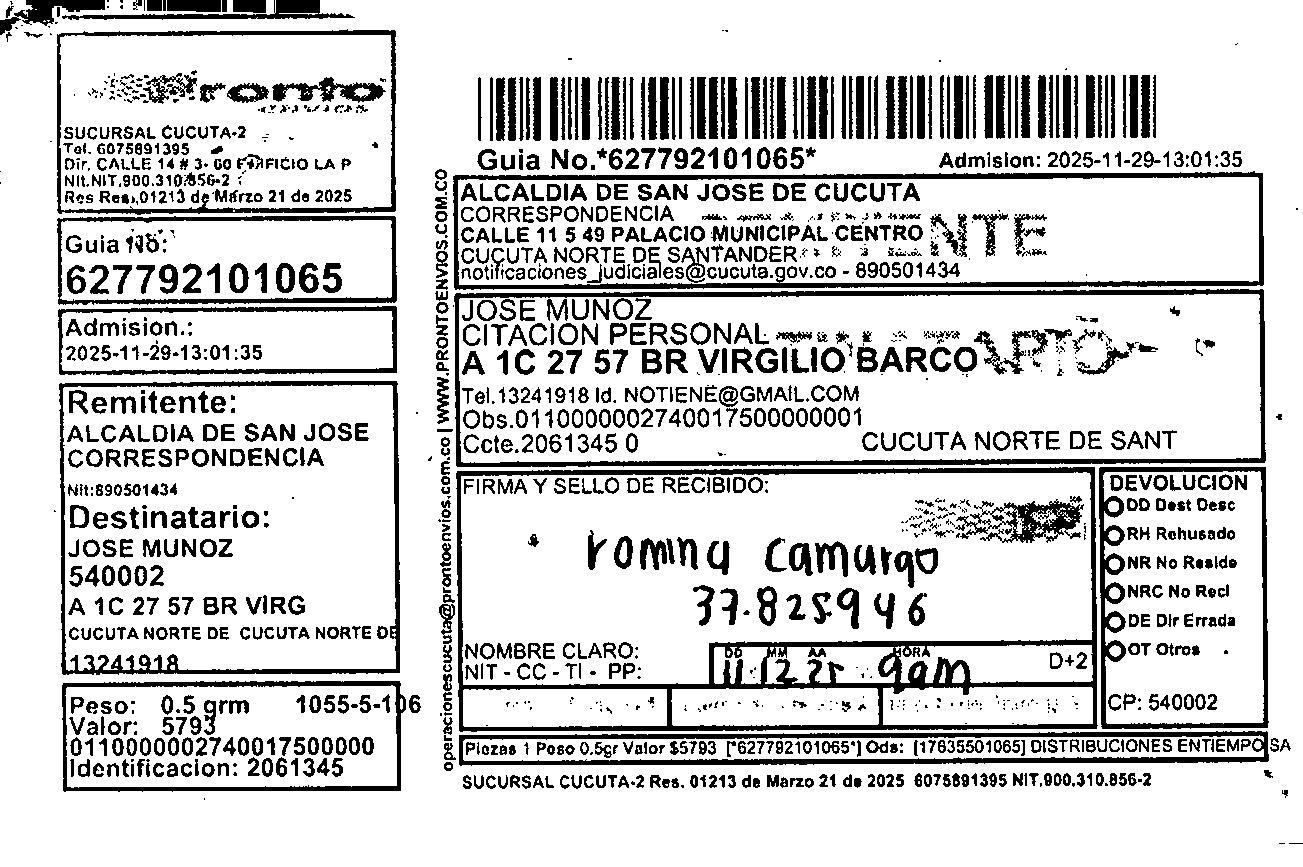 pronto
SUCURSAL CUCUTA-2
Tel. 6075891395
Dir. CALLE 14 # 3- 60 EDIFICIO LA P
Nit.NIT.900.310.856-2
Res Res.01213 de Marzo 21 de 2025
Guia No:
627792101065
Admision.:
2025-11-29-13:01:35
Remitente:
ALCALDIA DE SAN JOSE
CORRESPONDENCIA
Nit:890501434
Destinatario:
JOSE MUNOZ
540002
A 1C 27 57 BR VIRG
CUCUTA NORTE DE CUCUTA NORTE DE
13241918
Peso: 0.5 grm 1055-5-106
Valor: 5793
0110000002740017500000
Identificacion: 2061345
operacionescucuta@prontoenvios.com.co | WWW.PRONTOENVIOS.COM.CO
Guia No.*627792101065* Admision: 2025-11-29-13:01:35
ALCALDIA DE SAN JOSE DE CUCUTA
CORRESPONDENCIA
CALLE 11 5 49 PALACIO MUNICIPAL CENTRO
CUCUTA NORTE DE SANTANDER
notificaciones_judiciales@cucuta.gov.co - 890501434
JOSE MUNOZ
CITACION PERSONAL
A 1C 27 57 BR VIRGILIO BARCO
Tel.13241918 Id. NOTIENE@GMAIL.COM
Obs.0110000002740017500000001
Ccte.2061345 0 CUCUTA NORTE DE SANT
FIRMA Y SELLO DE RECIBIDO:
romina camargo
37.825946
NOMBRE CLARO:
NIT - CC - TI - PP:
DD MM AA HORA
11 12 25 9am D+2
DEVOLUCION
DD Dest Desc
RH Rehusado
NR No Reside
NRC No Recl
DE Dir Errada
OT Otros
CP: 540002
Piezas 1 Peso 0.5gr Valor $5793 [*627792101065*] Ods: [17635501065] DISTRIBUCIONES ENTIEMPO SA
SUCURSAL CUCUTA-2 Res. 01213 de Marzo 21 de 2025 6075891395 NIT.900.310.856-2